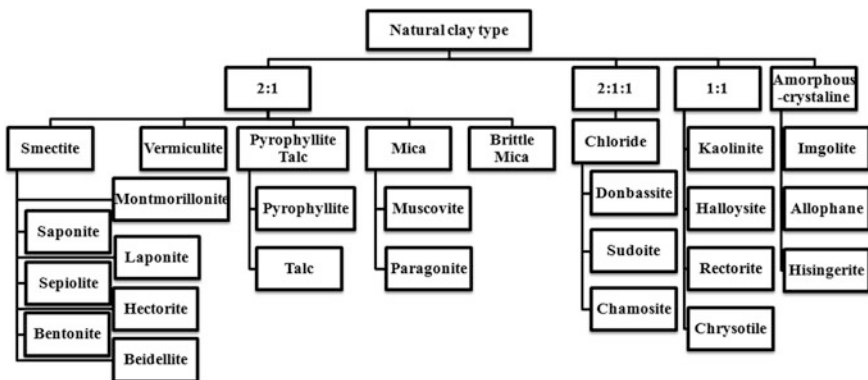 Natural clay type
2:1
2:1:1
1:1
Amorphous
-crystaline
Smectite
Vermiculite
Pyrophyllite
Talc
Mica
Brittle
Mica
Chloride
Kaolinite
Imgolite
Montmorillonite
Pyrophyllite
Muscovite
Donbassite
Halloysite
Allophane
Saponite
Laponite
Talc
Paragonite
Sudoite
Rectorite
Hisingerite
Sepiolite
Hectorite
Chamosite
Chrysotile
Bentonite
Beidellite